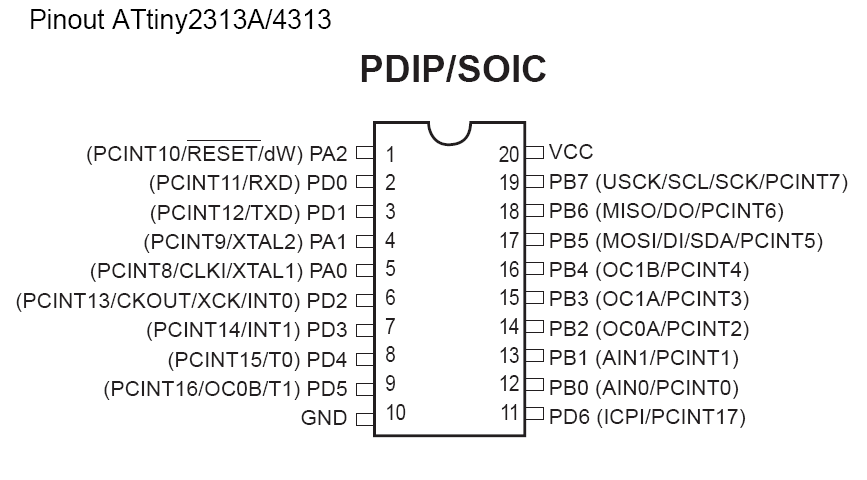 Pinout ATtiny2313A/4313
PDIP/SOIC
(PCINT10/RESET/dW) PA2 1 20 VCC
(PCINT11/RXD) PD0 2 19 PB7 (USCK/SCL/SCK/PCINT7)
(PCINT12/TXD) PD1 3 18 PB6 (MISO/DO/PCINT6)
(PCINT9/XTAL2) PA1 4 17 PB5 (MOSI/DI/SDA/PCINT5)
(PCINT8/CLKI/XTAL1) PA0 5 16 PB4 (OC1B/PCINT4)
(PCINT13/CKOUT/XCK/INT0) PD2 6 15 PB3 (OC1A/PCINT3)
(PCINT14/INT1) PD3 7 14 PB2 (OC0A/PCINT2)
(PCINT15/T0) PD4 8 13 PB1 (AIN1/PCINT1)
(PCINT16/OC0B/T1) PD5 9 12 PB0 (AIN0/PCINT0)
GND 10 11 PD6 (ICPI/PCINT17)